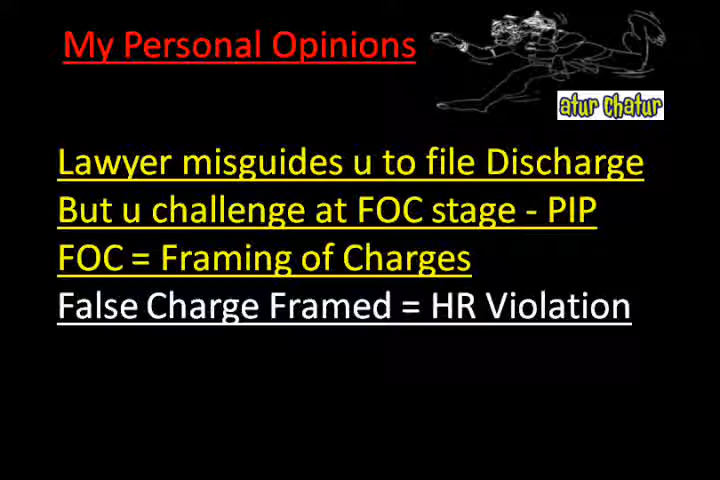 My Personal Opinions
atur chatur
Lawyer misguides u to file Discharge
But u challenge at FOC stage - PIP
FOC = Framing of Charges
False Charge Framed = HR Violation